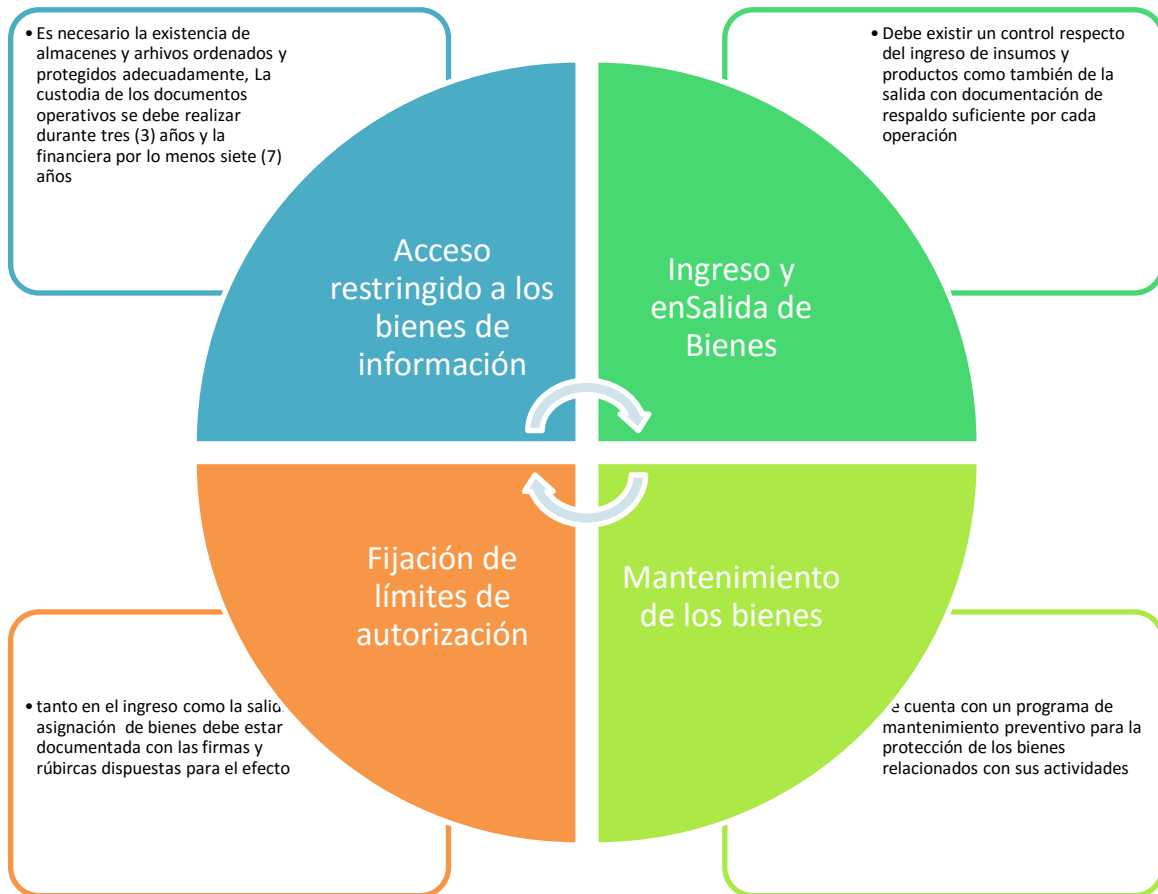 • Es necesario la existencia de
almacenes y arhivos ordenados y
protegidos adecuadamente, La
custodia de los documentos
operativos se debe realizar
durante tres (3) años y la
financiera por lo menos siete (7)
años
• Debe existir un control respecto
del ingreso de insumos y
productos como también de la
salida con documentación de
respaldo suficiente por cada
operación
Acceso
restringido a los
bienes de
información
Ingreso y
enSalida de
Bienes
Fijación de
límites de
autorización
Mantenimiento
de los bienes
• tanto en el ingreso como la
asignación de bienes debe estar
documentada con las firmas y
rúbircas dispuestas para el efecto
cuenta con un programa de
mantenimiento preventivo para la
protección de los bienes
relacionados con sus actividades